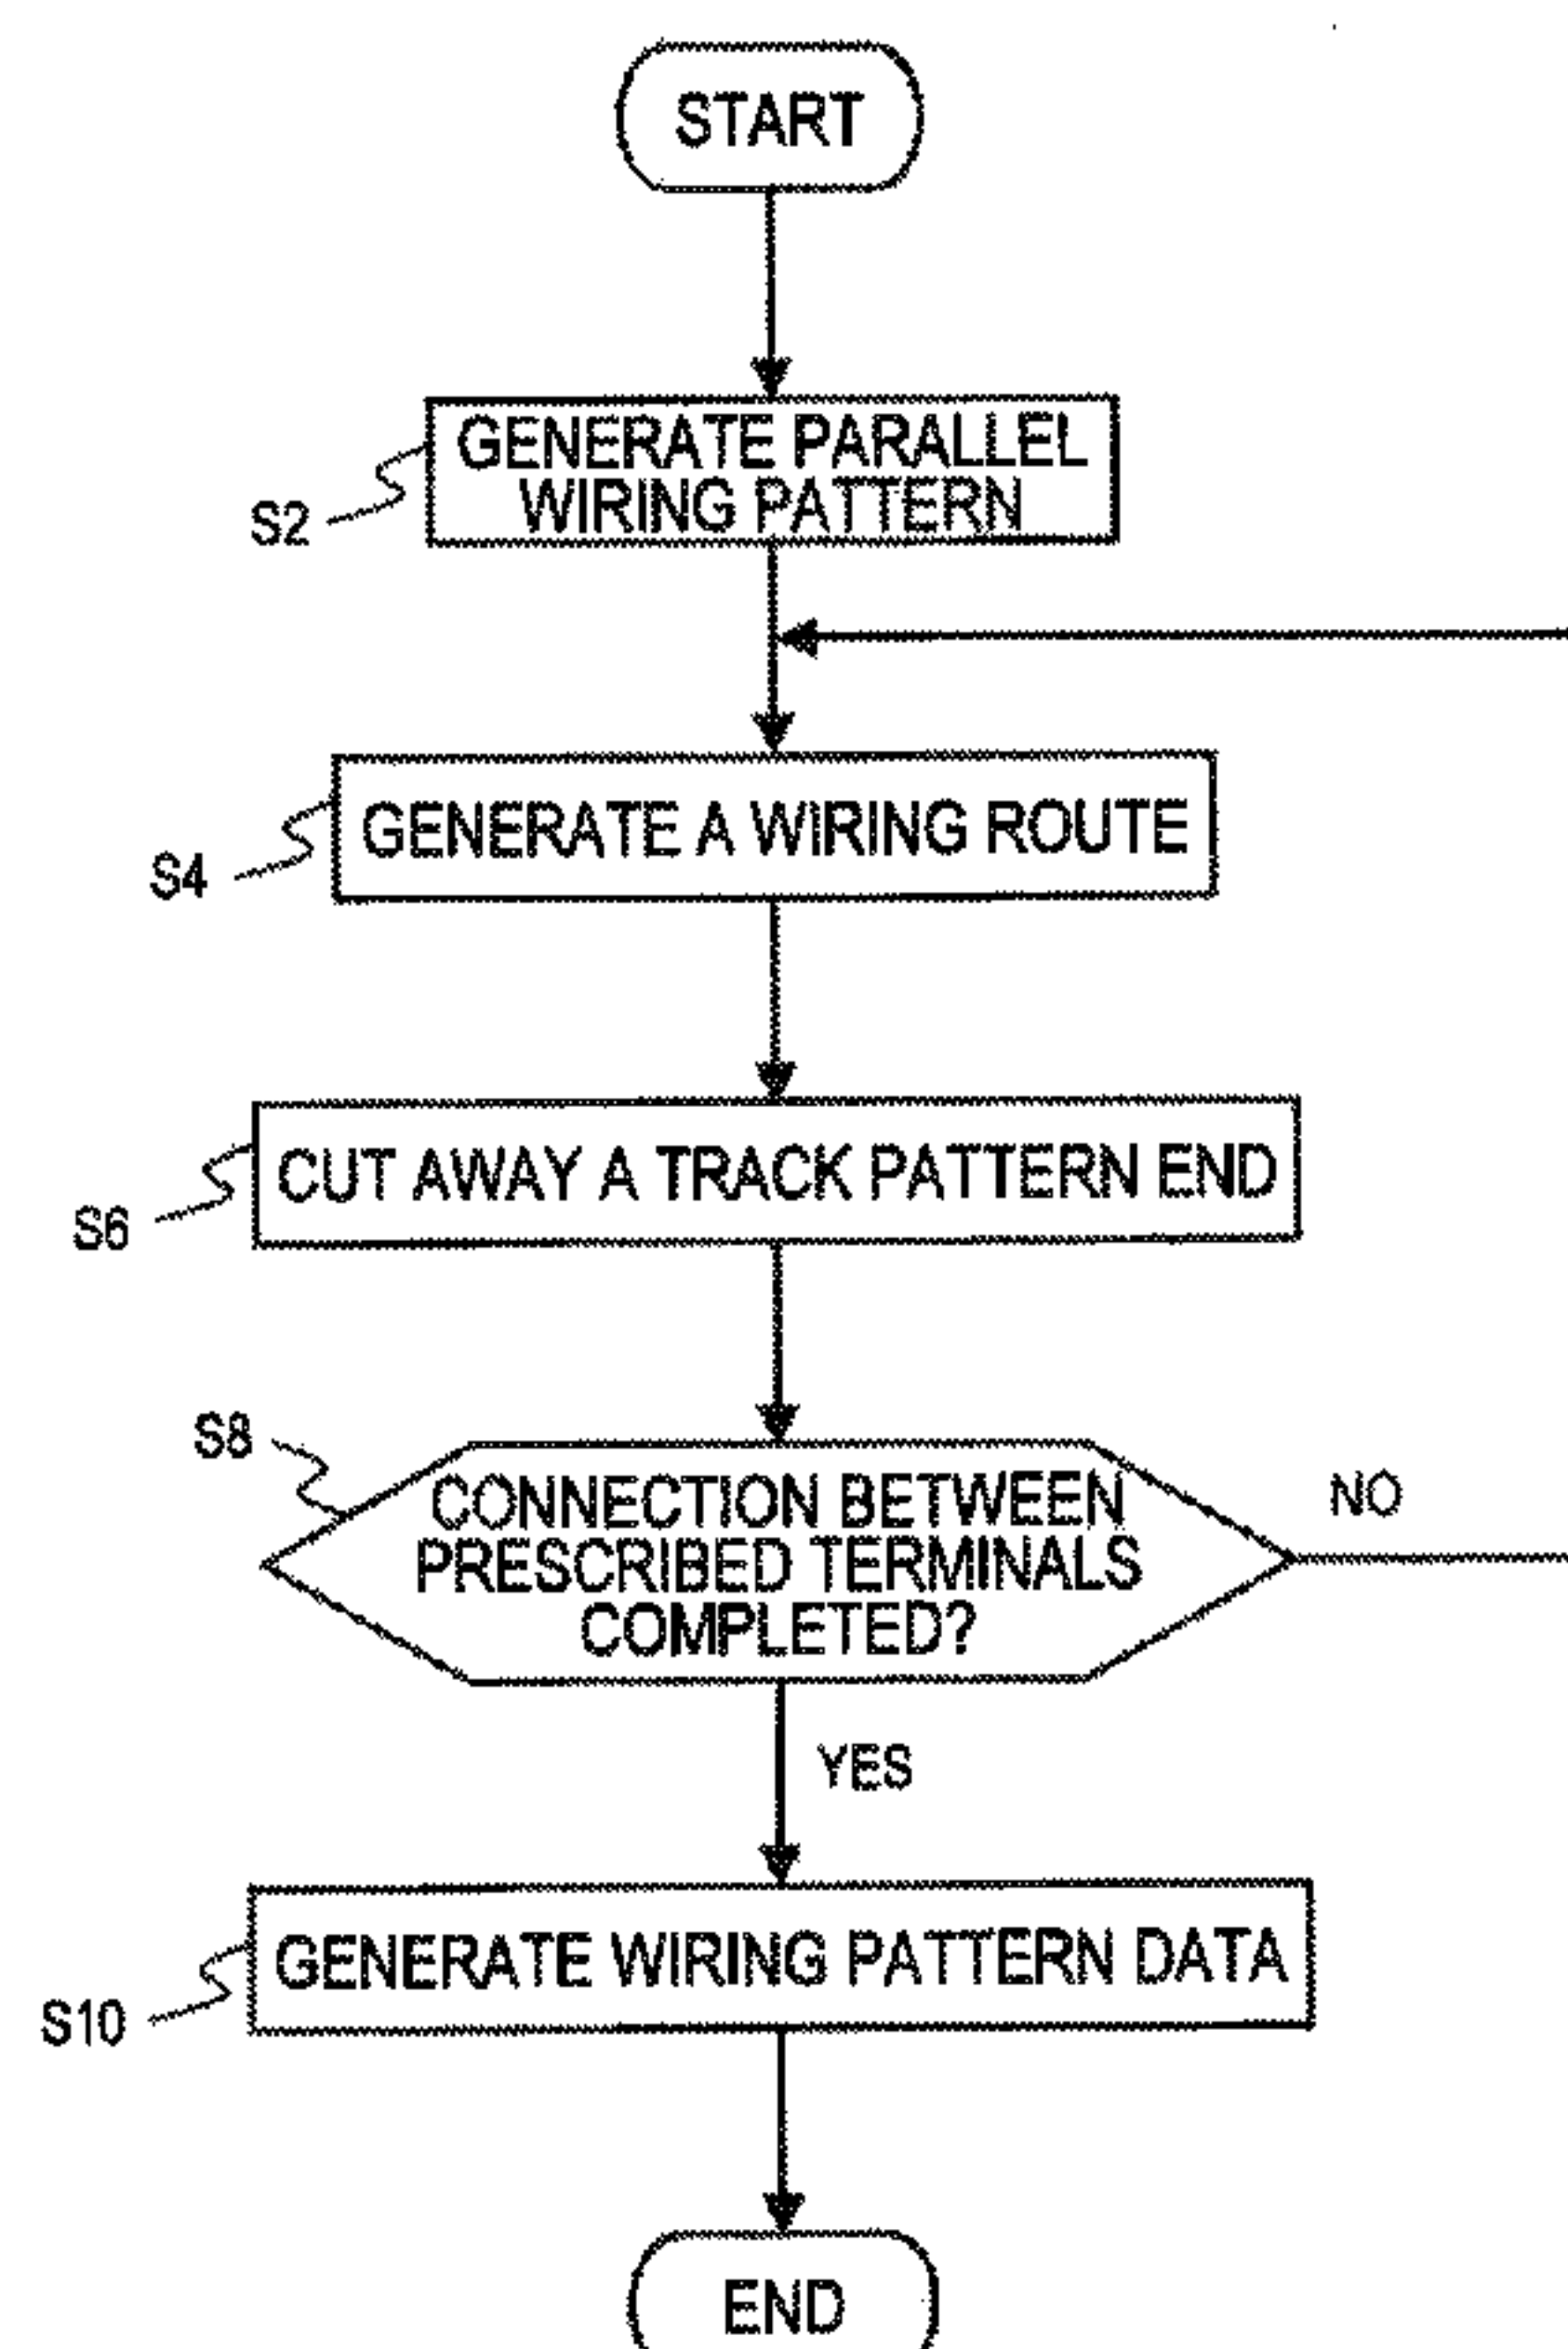 START
GENERATE PARALLEL
WIRING PATTERN
S2
GENERATE A WIRING ROUTE
S4
CUT AWAY A TRACK PATTERN END
S6
S8
CONNECTION BETWEEN
PRESCRIBED TERMINALS
COMPLETED?
NO
YES
GENERATE WIRING PATTERN DATA
S10
END